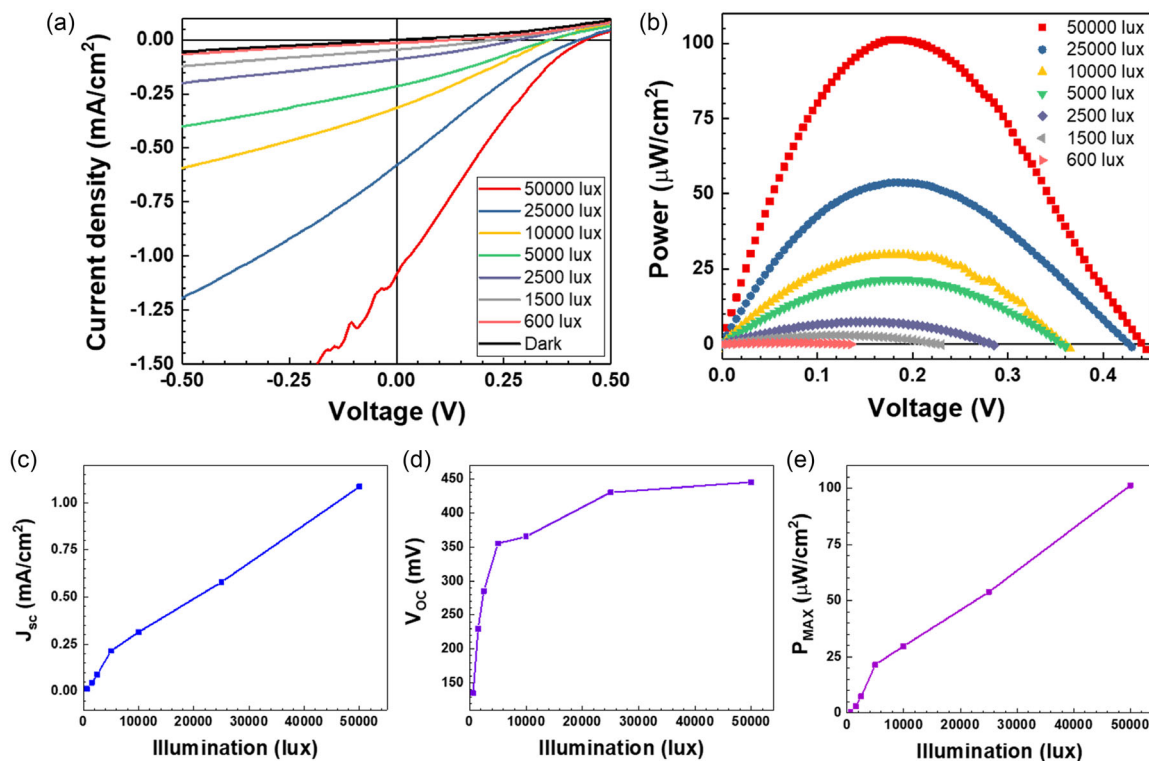 (a)
Current density (mA/cm²)
0.00
-0.25
-0.50
-0.75
-1.00
-1.25
-1.50
50000 lux
25000 lux
10000 lux
5000 lux
2500 lux
1500 lux
600 lux
Dark
-0.50
-0.25
0.00
0.25
0.50
Voltage (V)
(b)
Power (μW/cm²)
100
75
50
25
0
50000 lux
25000 lux
10000 lux
5000 lux
2500 lux
1500 lux
600 lux
0.0
0.1
0.2
0.3
0.4
Voltage (V)
(c)
J_sc (mA/cm²)
1.00
0.75
0.50
0.25
0.00
0 10000 20000 30000 40000 50000
Illumination (lux)
(d)
V_OC (mV)
450
400
350
300
250
200
150
0 10000 20000 30000 40000 50000
Illumination (lux)
(e)
P_MAX (μW/cm²)
100
75
50
25
0
0 10000 20000 30000 40000 50000
Illumination (lux)